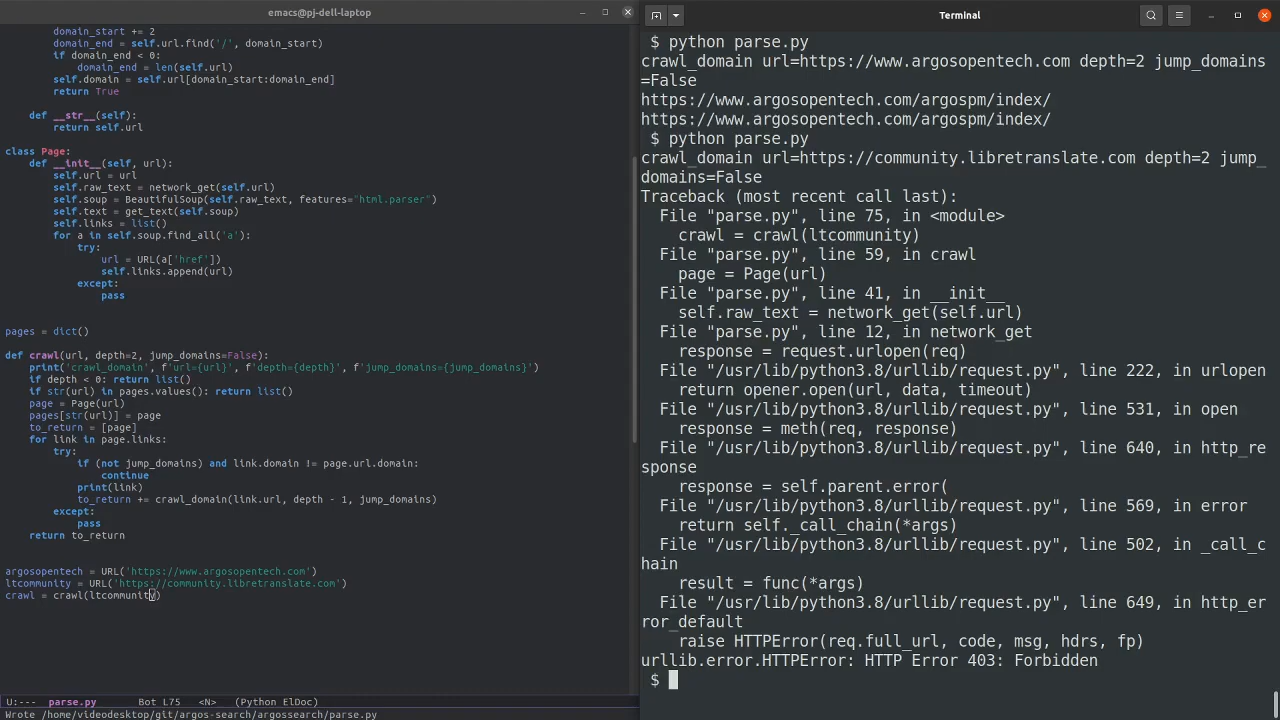 emacs@pj-dell-laptop
domain_start += 2
domain_end = self.url.find('/', domain_start)
if domain_end < 0:
domain_end = len(self.url)
self.domain = self.url[domain_start:domain_end]
return True
def __str__(self):
return self.url
class Page:
def __init__(self, url):
self.url = url
self.raw_text = network_get(self.url)
self.soup = BeautifulSoup(self.raw_text, features="html.parser")
self.text = get_text(self.soup)
self.links = list()
for a in self.soup.find_all('a'):
try:
url = URL(a['href'])
self.links.append(url)
except:
pass
pages = dict()
def crawl(url, depth=2, jump_domains=False):
print('crawl_domain', f'url={url}', f'depth={depth}', f'jump_domains={jump_domains}')
if depth < 0: return list()
if str(url) in pages.values(): return list()
page = Page(url)
pages[str(url)] = page
to_return = [page]
for link in page.links:
try:
if (not jump_domains) and link.domain != page.url.domain:
continue
print(link)
to_return += crawl_domain(link.url, depth - 1, jump_domains)
except:
pass
return to_return
argosopentech = URL('https://www.argosopentech.com')
ltcommunity = URL('https://community.libretranslate.com')
crawl = crawl(ltcommunity)
U:--- parse.py Bot L75 <N> (Python ElDoc)
Wrote /home/videodesktop/git/argos-search/argossearch/parse.py
Terminal
$ python parse.py
crawl_domain url=https://www.argosopentech.com depth=2 jump_domains
=False
https://www.argosopentech.com/argospm/index/
https://www.argosopentech.com/argospm/index/
$ python parse.py
crawl_domain url=https://community.libretranslate.com depth=2 jump_
domains=False
Traceback (most recent call last):
File "parse.py", line 75, in <module>
crawl = crawl(ltcommunity)
File "parse.py", line 59, in crawl
page = Page(url)
File "parse.py", line 41, in __init__
self.raw_text = network_get(self.url)
File "parse.py", line 12, in network_get
response = request.urlopen(req)
File "/usr/lib/python3.8/urllib/request.py", line 222, in urlopen
return opener.open(url, data, timeout)
File "/usr/lib/python3.8/urllib/request.py", line 531, in open
response = meth(req, response)
File "/usr/lib/python3.8/urllib/request.py", line 640, in http_re
sponse
response = self.parent.error(
File "/usr/lib/python3.8/urllib/request.py", line 569, in error
return self._call_chain(*args)
File "/usr/lib/python3.8/urllib/request.py", line 502, in _call_c
hain
result = func(*args)
File "/usr/lib/python3.8/urllib/request.py", line 649, in http_er
ror_default
raise HTTPError(req.full_url, code, msg, hdrs, fp)
urllib.error.HTTPError: HTTP Error 403: Forbidden
$